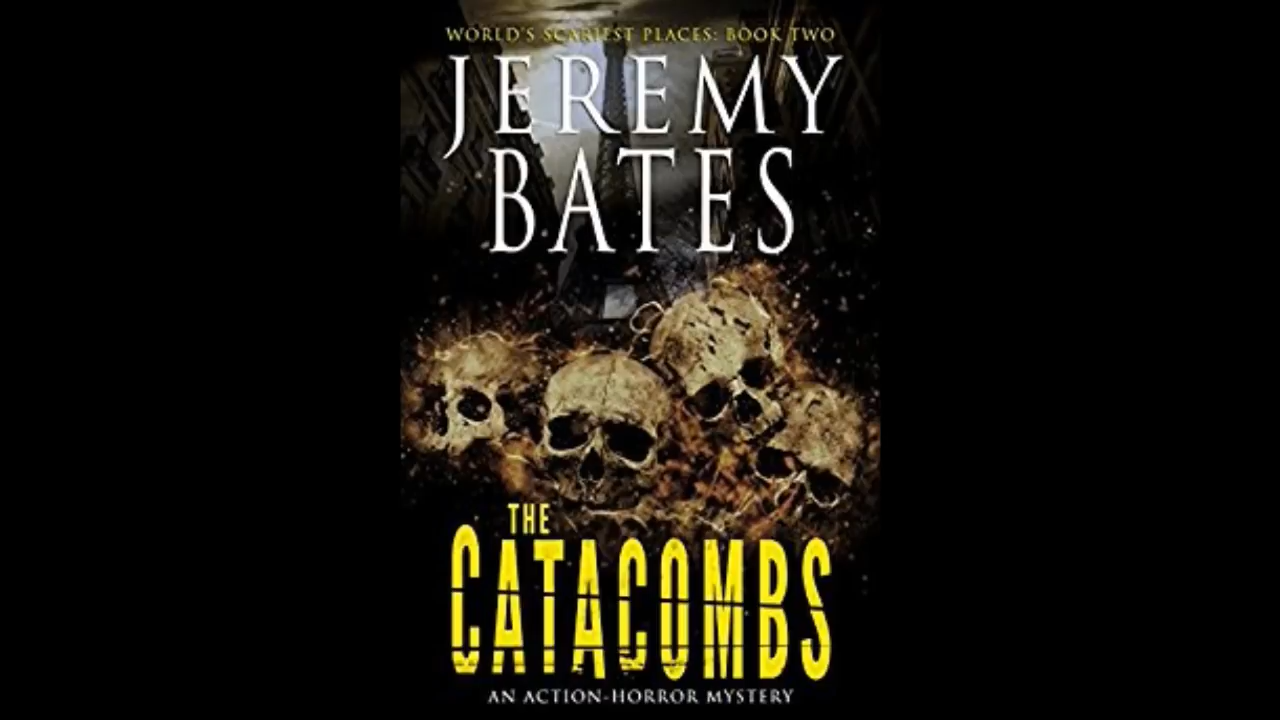 WORLD'S SCARIEST PLACES: BOOK TWO
JEREMY
BATES
THE
CATACOMBS
AN ACTION-HORROR MYSTERY